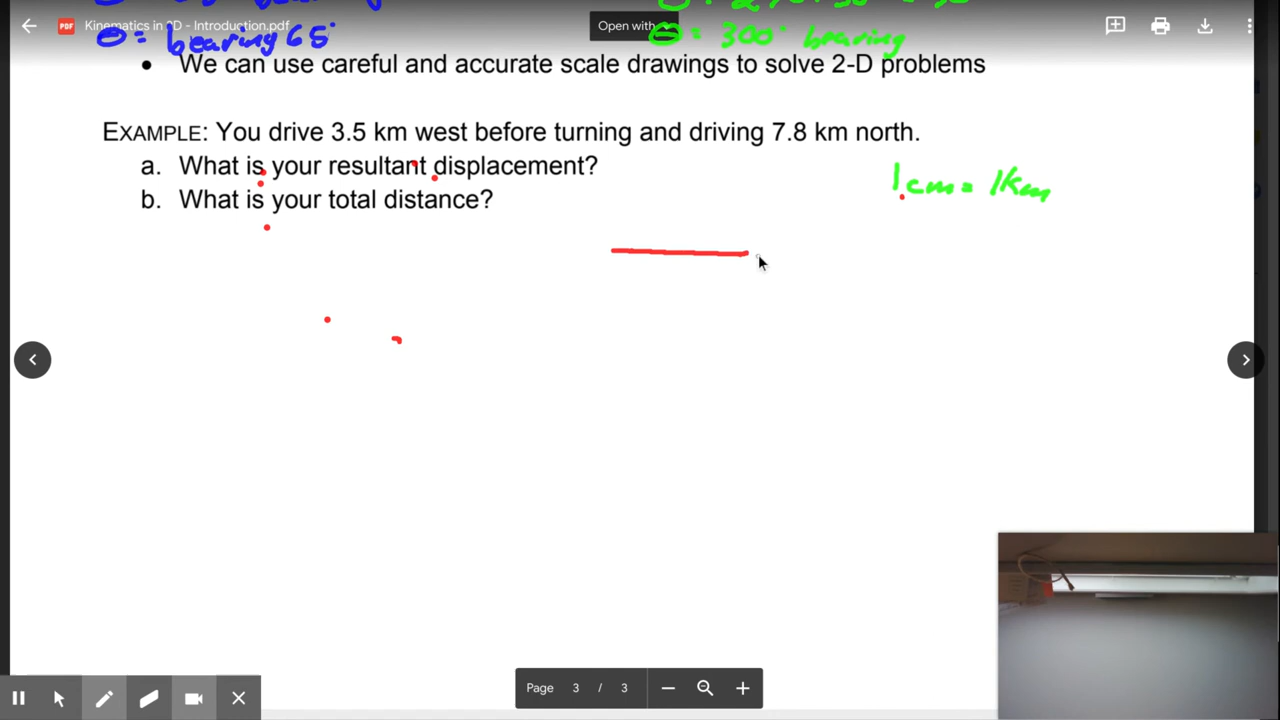 Kinematics in 2D - Introduction.pdf
Open with
θ = bearing 65°
θ = 300° bearing
• We can use careful and accurate scale drawings to solve 2-D problems
EXAMPLE: You drive 3.5 km west before turning and driving 7.8 km north.
a. What is your resultant displacement?
1cm = 1km
b. What is your total distance?
Page 3 / 3